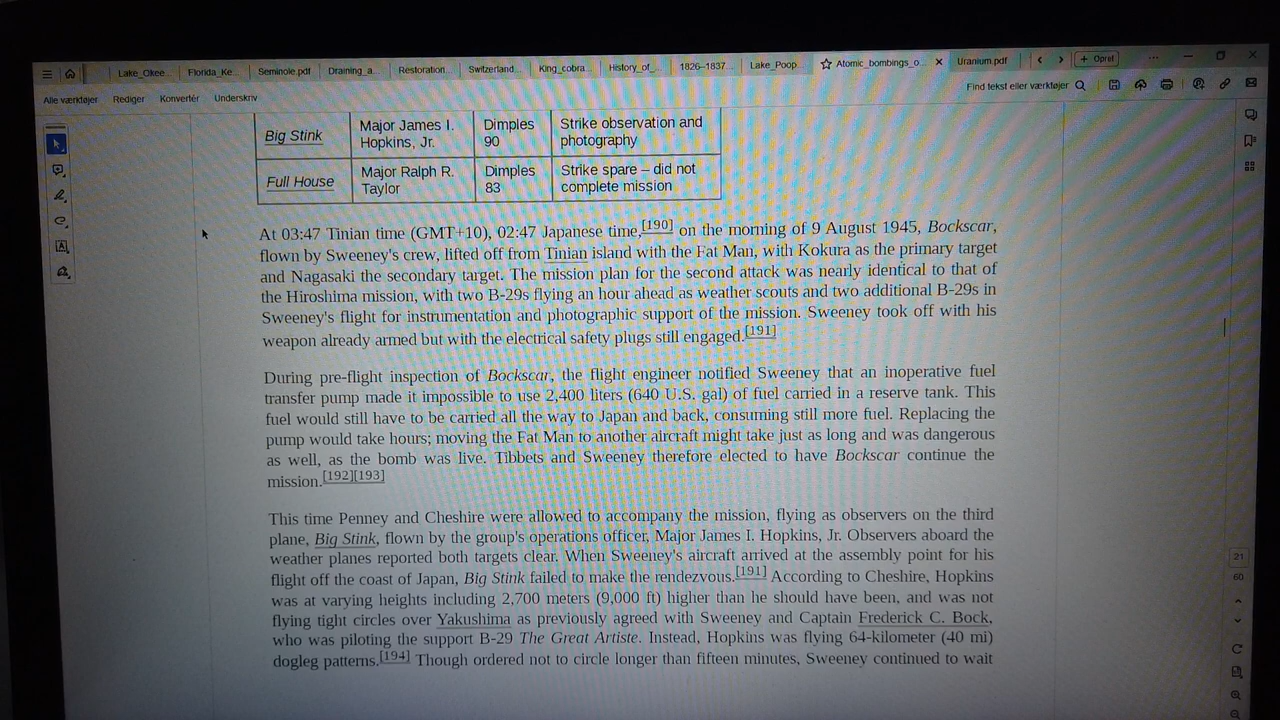 Lake_Okee...
Florida_Ke...
Seminole.pdf
Draining_a...
Restoration...
Switzerland...
King_cobra...
History_of_...
1826–1837...
Lake_Poop...
Atomic_bombings_o...
Uranium.pdf
+ Opret
Alle værktøjer
Rediger
Konvertér
Underskriv
Find tekst eller værktøjer
Big Stink
Major James I.
Hopkins, Jr.
Dimples
90
Strike observation and
photography
Full House
Major Ralph R.
Taylor
Dimples
83
Strike spare – did not
complete mission
At 03:47 Tinian time (GMT+10), 02:47 Japanese time,[190] on the morning of 9 August 1945, Bockscar,
flown by Sweeney's crew, lifted off from Tinian island with the Fat Man, with Kokura as the primary target
and Nagasaki the secondary target. The mission plan for the second attack was nearly identical to that of
the Hiroshima mission, with two B-29s flying an hour ahead as weather scouts and two additional B-29s in
Sweeney's flight for instrumentation and photographic support of the mission. Sweeney took off with his
weapon already armed but with the electrical safety plugs still engaged.[191]
During pre-flight inspection of Bockscar, the flight engineer notified Sweeney that an inoperative fuel
transfer pump made it impossible to use 2,400 liters (640 U.S. gal) of fuel carried in a reserve tank. This
fuel would still have to be carried all the way to Japan and back, consuming still more fuel. Replacing the
pump would take hours; moving the Fat Man to another aircraft might take just as long and was dangerous
as well, as the bomb was live. Tibbets and Sweeney therefore elected to have Bockscar continue the
mission.[192][193]
This time Penney and Cheshire were allowed to accompany the mission, flying as observers on the third
plane, Big Stink, flown by the group's operations officer, Major James I. Hopkins, Jr. Observers aboard the
weather planes reported both targets clear. When Sweeney's aircraft arrived at the assembly point for his
flight off the coast of Japan, Big Stink failed to make the rendezvous.[191] According to Cheshire, Hopkins
was at varying heights including 2,700 meters (9,000 ft) higher than he should have been, and was not
flying tight circles over Yakushima as previously agreed with Sweeney and Captain Frederick C. Bock,
who was piloting the support B-29 The Great Artiste. Instead, Hopkins was flying 64-kilometer (40 mi)
dogleg patterns.[194] Though ordered not to circle longer than fifteen minutes, Sweeney continued to wait
21
60